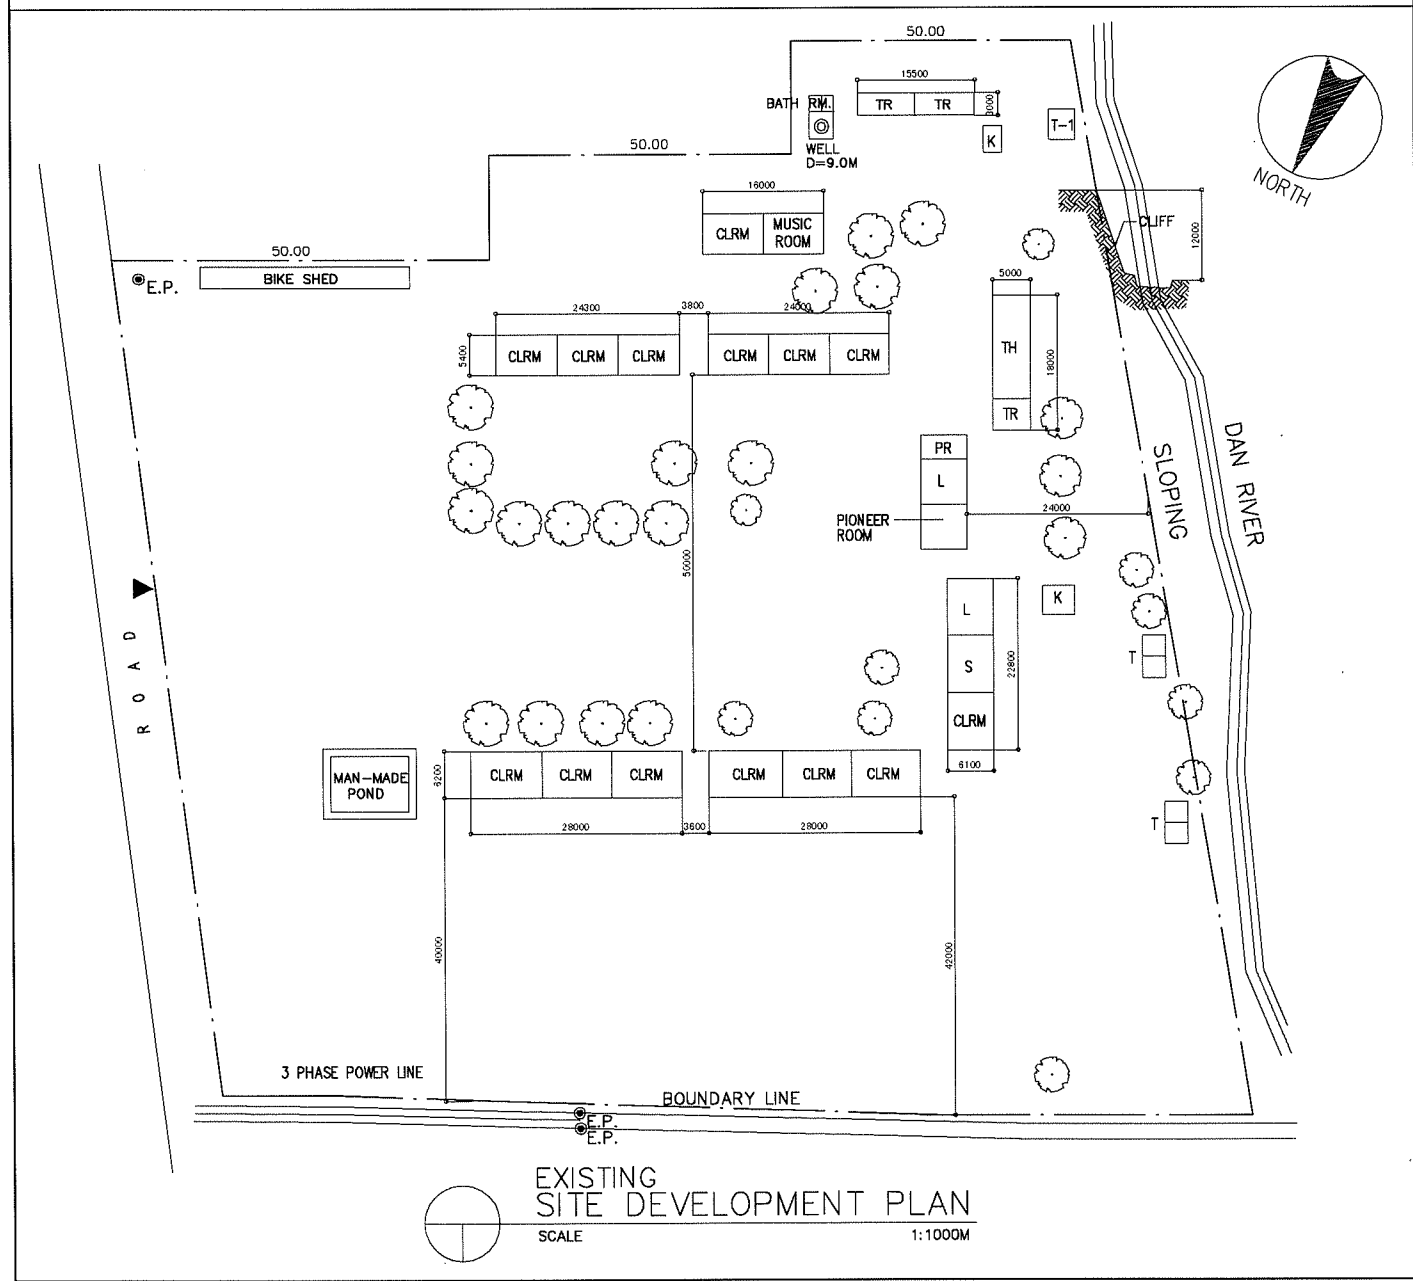 50.00
15500
BATH RM.
TR
TR
3000
T-1
K
WELL
D=9.0M
50.00
NORTH
16000
CLRM
MUSIC
ROOM
CLIFF
12000
50.00
E.P.
BIKE SHED
5000
24300
3800
24000
5400
CLRM
CLRM
CLRM
CLRM
CLRM
CLRM
TH
18000
TR
DAN RIVER
SLOPING
PR
L
PIONEER
ROOM
24000
50000
ROAD
L
K
S
22800
T
CLRM
6100
MAN-MADE
POND
6200
CLRM
CLRM
CLRM
CLRM
CLRM
CLRM
28000
3600
28000
T
40000
42000
3 PHASE POWER LINE
BOUNDARY LINE
E.P.
E.P.
EXISTING
SITE DEVELOPMENT PLAN
SCALE
1:1000M